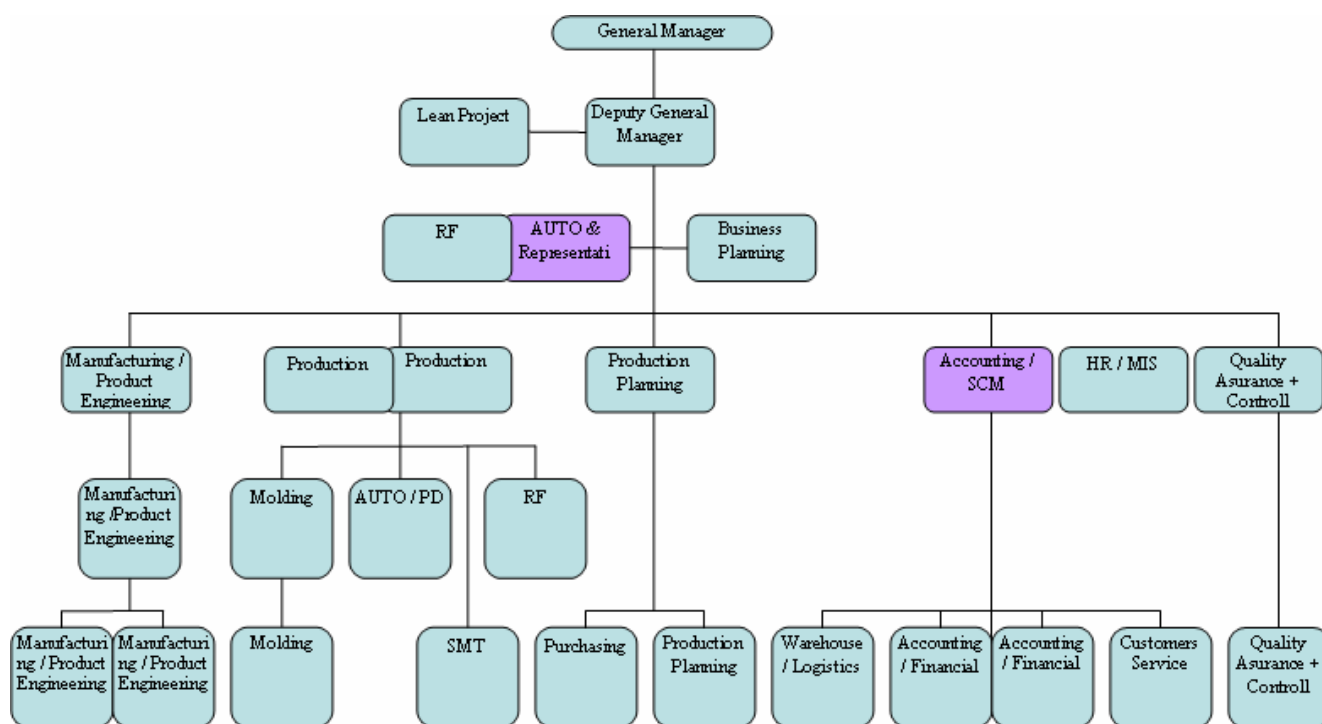 General Manager
Lean Project
Deputy General
Manager
RF
AUTO &
Representati
Business
Planning
Manufacturing /
Product
Engineering
Production
Production
Production
Planning
Accounting /
SCM
HR / MIS
Quality
Asurance +
Controll
Manufacturi
ng /Product
Engineering
Molding
AUTO / PD
RF
Manufacturi
ng / Product
Engineering
Manufacturi
ng / Product
Engineering
Molding
SMT
Purchasing
Production
Planning
Warehouse
/ Logistics
Accounting
/ Financial
Accounting
/ Financial
Customers
Service
Quality
Asurance +
Controll